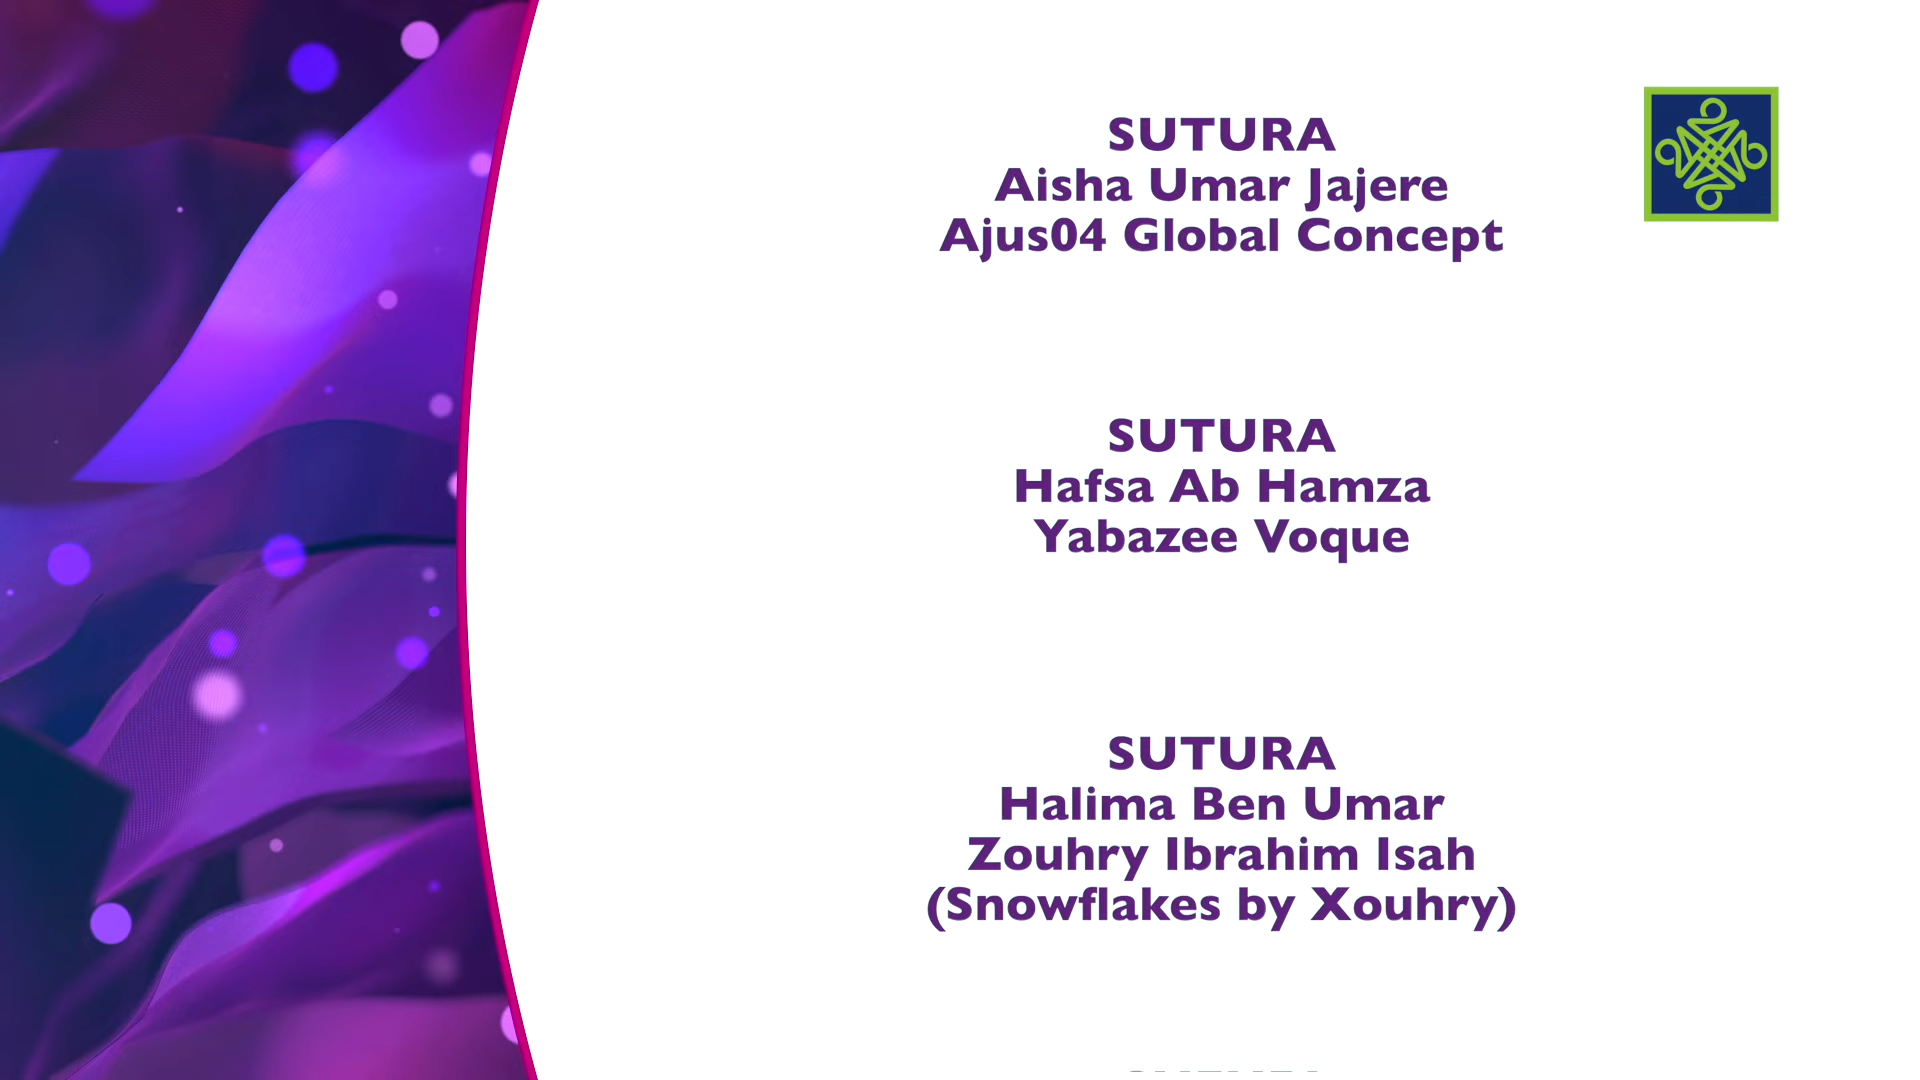 SUTURA
Aisha Umar Jajere
Ajus04 Global Concept
SUTURA
Hafsa Ab Hamza
Yabazee Voque
SUTURA
Halima Ben Umar
Zouhry Ibrahim Isah
(Snowflakes by Xouhry)